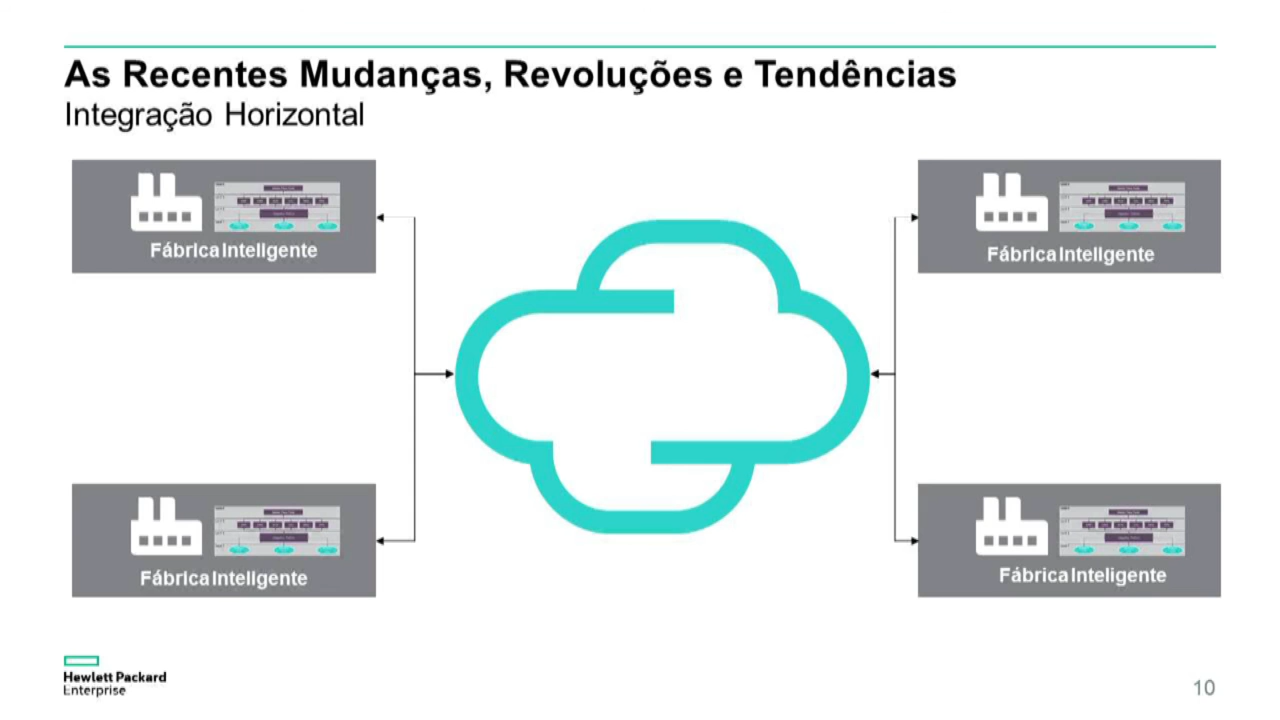 As Recentes Mudanças, Revoluções e Tendências
Integração Horizontal
Fábrica Inteligente
Fábrica Inteligente
Fábrica Inteligente
Fábrica Inteligente
Hewlett Packard
Enterprise
10